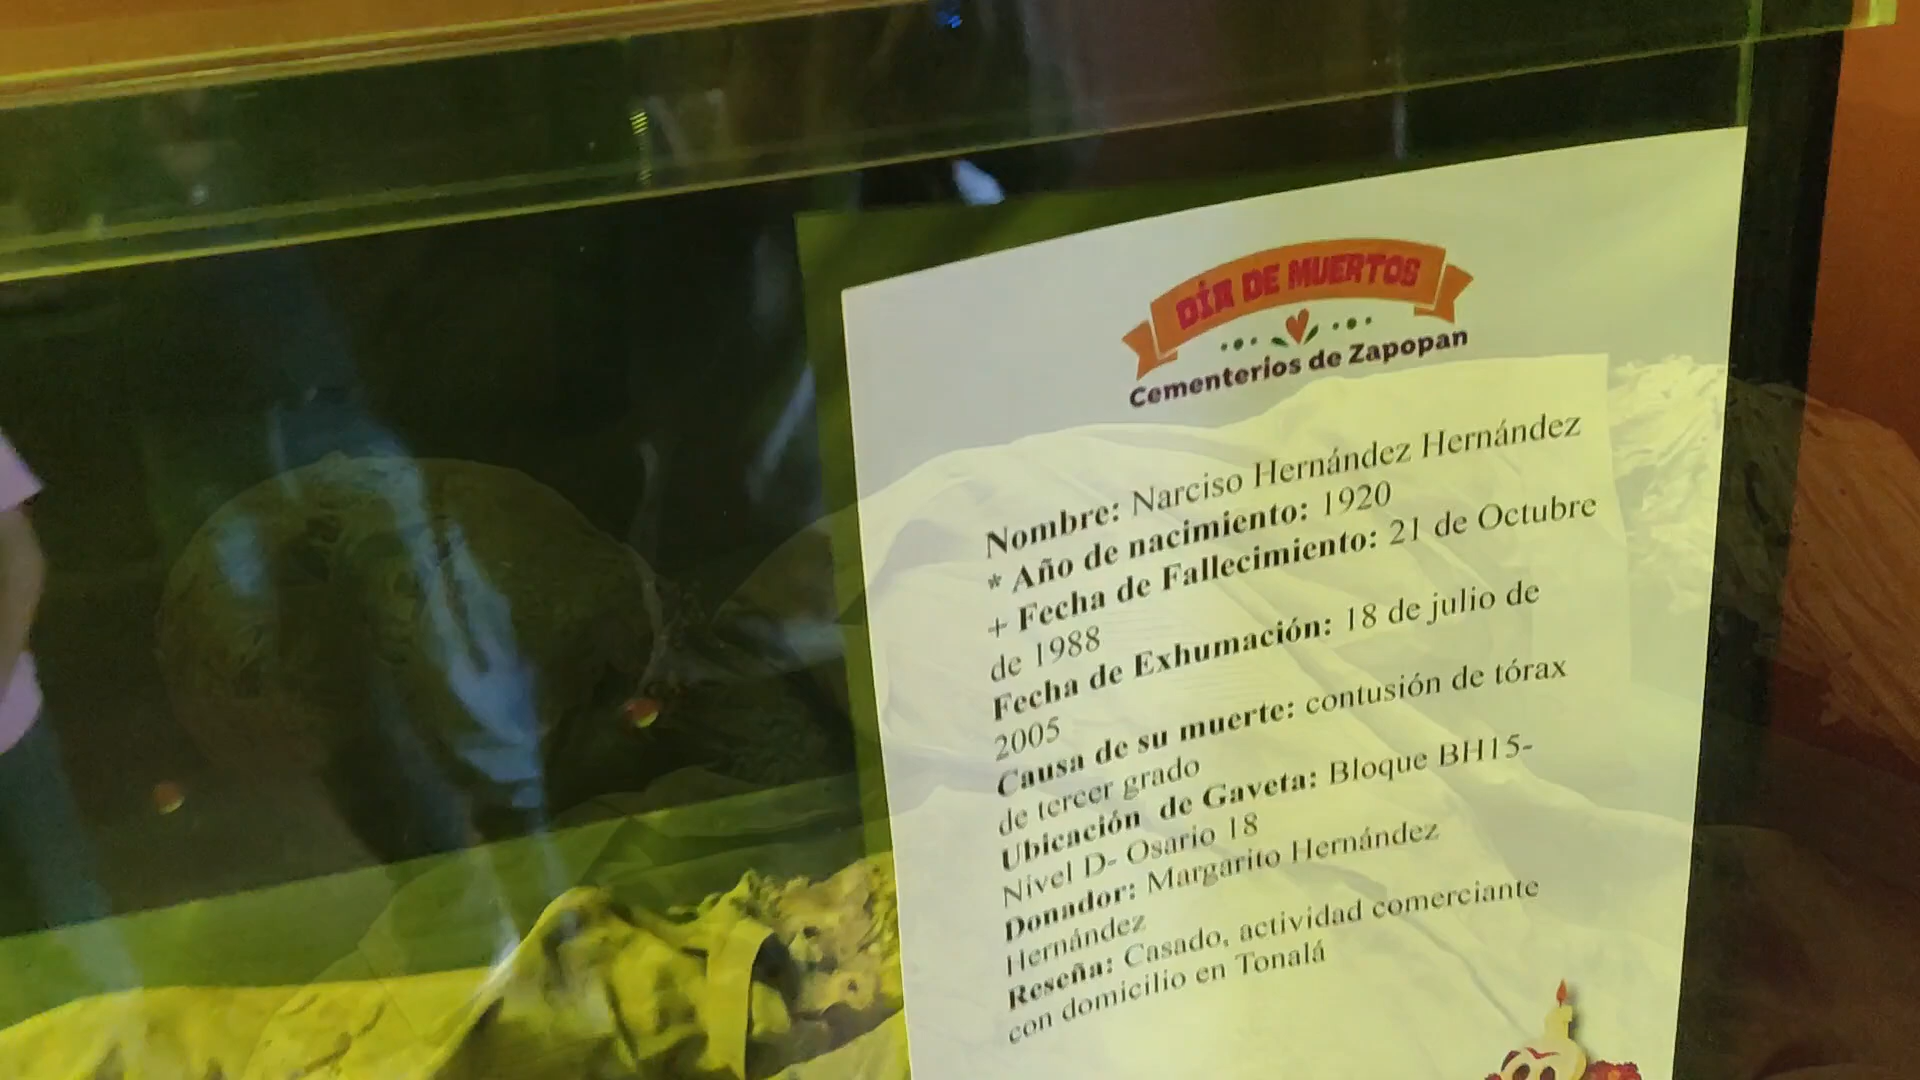 DÍA DE MUERTOS
Cementerios de Zapopan
Nombre: Narciso Hernández Hernández
* Año de nacimiento: 1920
+ Fecha de Fallecimiento: 21 de Octubre
de 1988
Fecha de Exhumación: 18 de julio de
2005
Causa de su muerte: contusión de tórax
de tercer grado
Ubicación de Gaveta: Bloque BH15-
Nivel D- Osario 18
Donador: Margarito Hernández
Hernández
Reseña: Casado, actividad comerciante
con domicilio en Tonalá